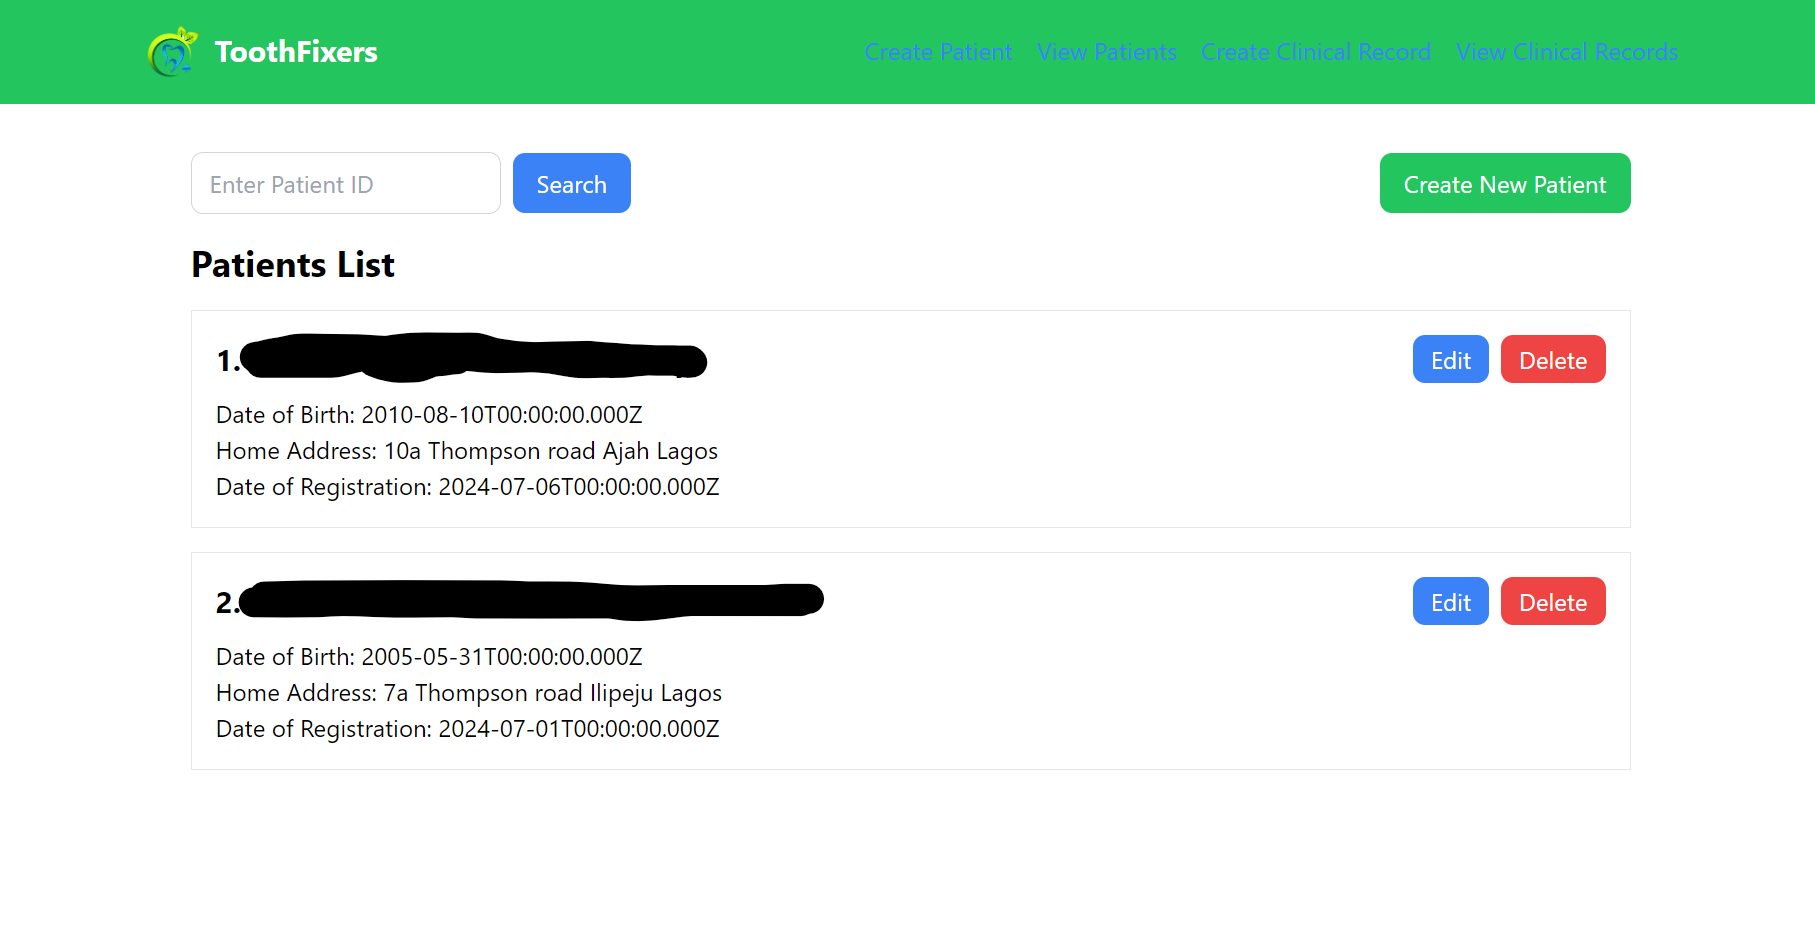 ToothFixers
Create Patient View Patients Create Clinical Record View Clinical Records
Enter Patient ID Search Create New Patient
Patients List
1. Edit Delete
Date of Birth: 2010-08-10T00:00:00.000Z
Home Address: 10a Thompson road Ajah Lagos
Date of Registration: 2024-07-06T00:00:00.000Z
2. Edit Delete
Date of Birth: 2005-05-31T00:00:00.000Z
Home Address: 7a Thompson road Ilipeju Lagos
Date of Registration: 2024-07-01T00:00:00.000Z